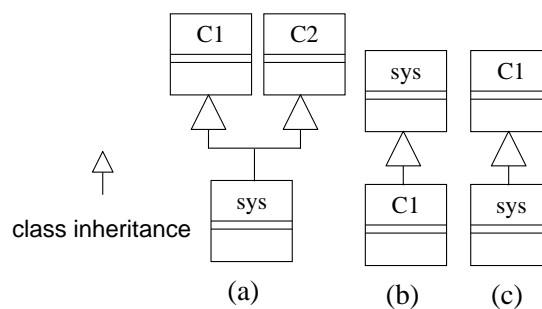 C1 C2
sys C1
sys
class inheritance
C1 sys
(a) (b) (c)